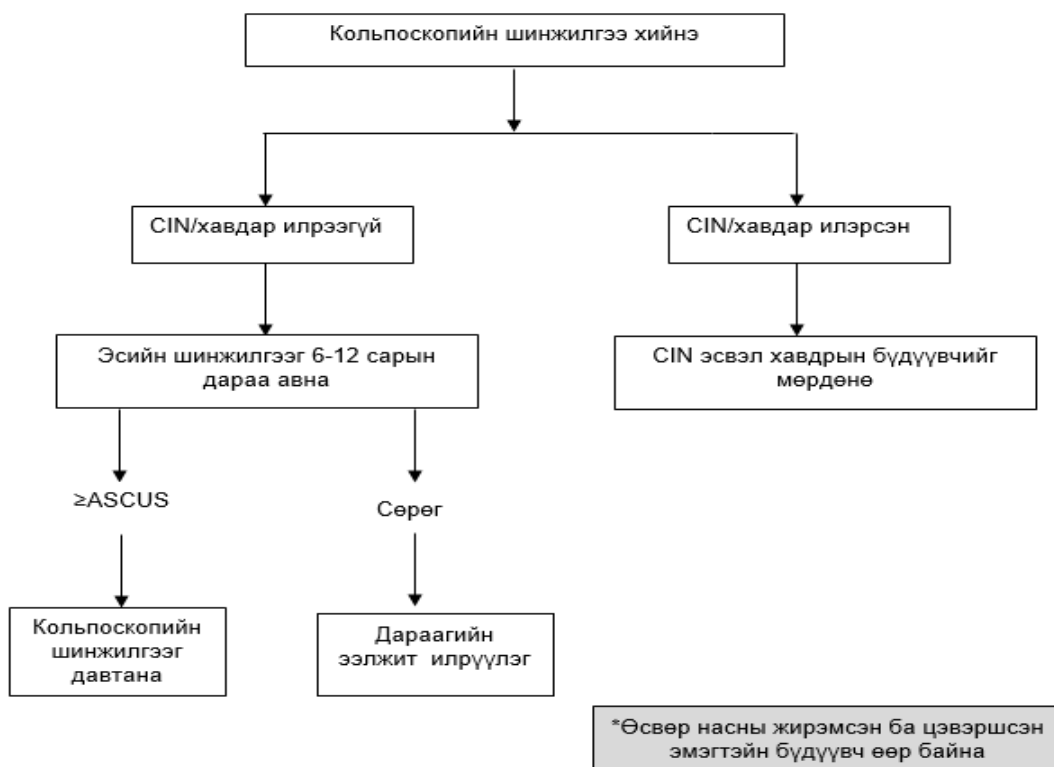 Кольпоскопийн шинжилгээ хийнэ
CIN/хавдар илрээгүй
CIN/хавдар илэрсэн
Эсийн шинжилгээг 6-12 сарын
дараа авна
CIN эсвэл хавдрын бүдүүвчийг
мөрдөнө
≥ASCUS
Сөрөг
Кольпоскопийн
шинжилгээг
давтана
Дараагийн
ээлжит илрүүлэг
*Өсвөр насны жирэмсэн ба цэвэршсэн
эмэгтэйн бүдүүвч өөр байна